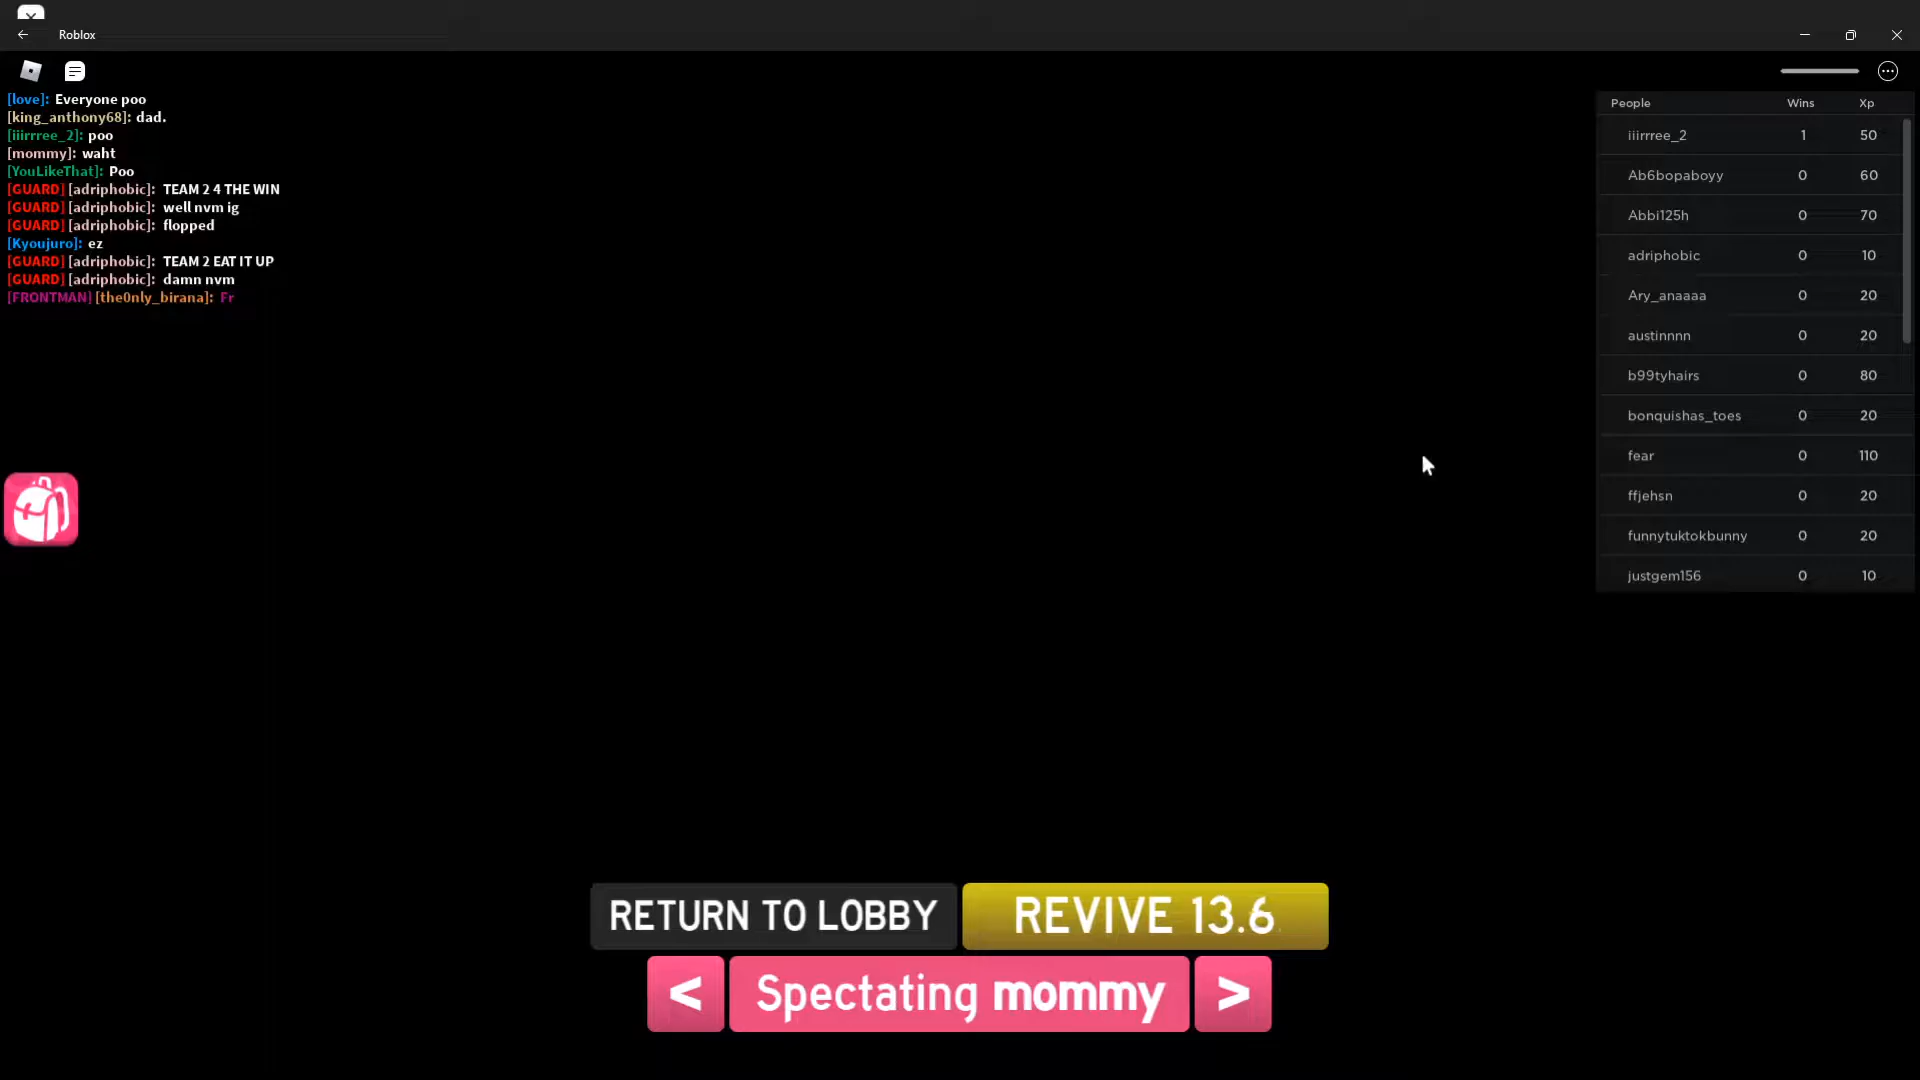 Roblox
[love]: Everyone poo
[king_anthony68]: dad.
[iiirrree_2]: poo
[mommy]: waht
[YouLikeThat]: Poo
[GUARD] [adriphobic]: TEAM 2 4 THE WIN
[GUARD] [adriphobic]: well nvm ig
[GUARD] [adriphobic]: flopped
[Kyoujuro]: ez
[GUARD] [adriphobic]: TEAM 2 EAT IT UP
[GUARD] [adriphobic]: damn nvm
[FRONTMAN] [the0nly_birana]: Fr
People Wins Xp
iiirrree_2 1 50
Ab6bopaboyy 0 60
Abbi125h 0 70
adriphobic 0 10
Ary_anaaaa 0 20
austinnnn 0 20
b99tyhairs 0 80
bonquishas_toes 0 20
fear 0 110
ffjehsn 0 20
funnytuktokbunny 0 20
justgem156 0 10
RETURN TO LOBBY REVIVE 13.6
< Spectating mommy >